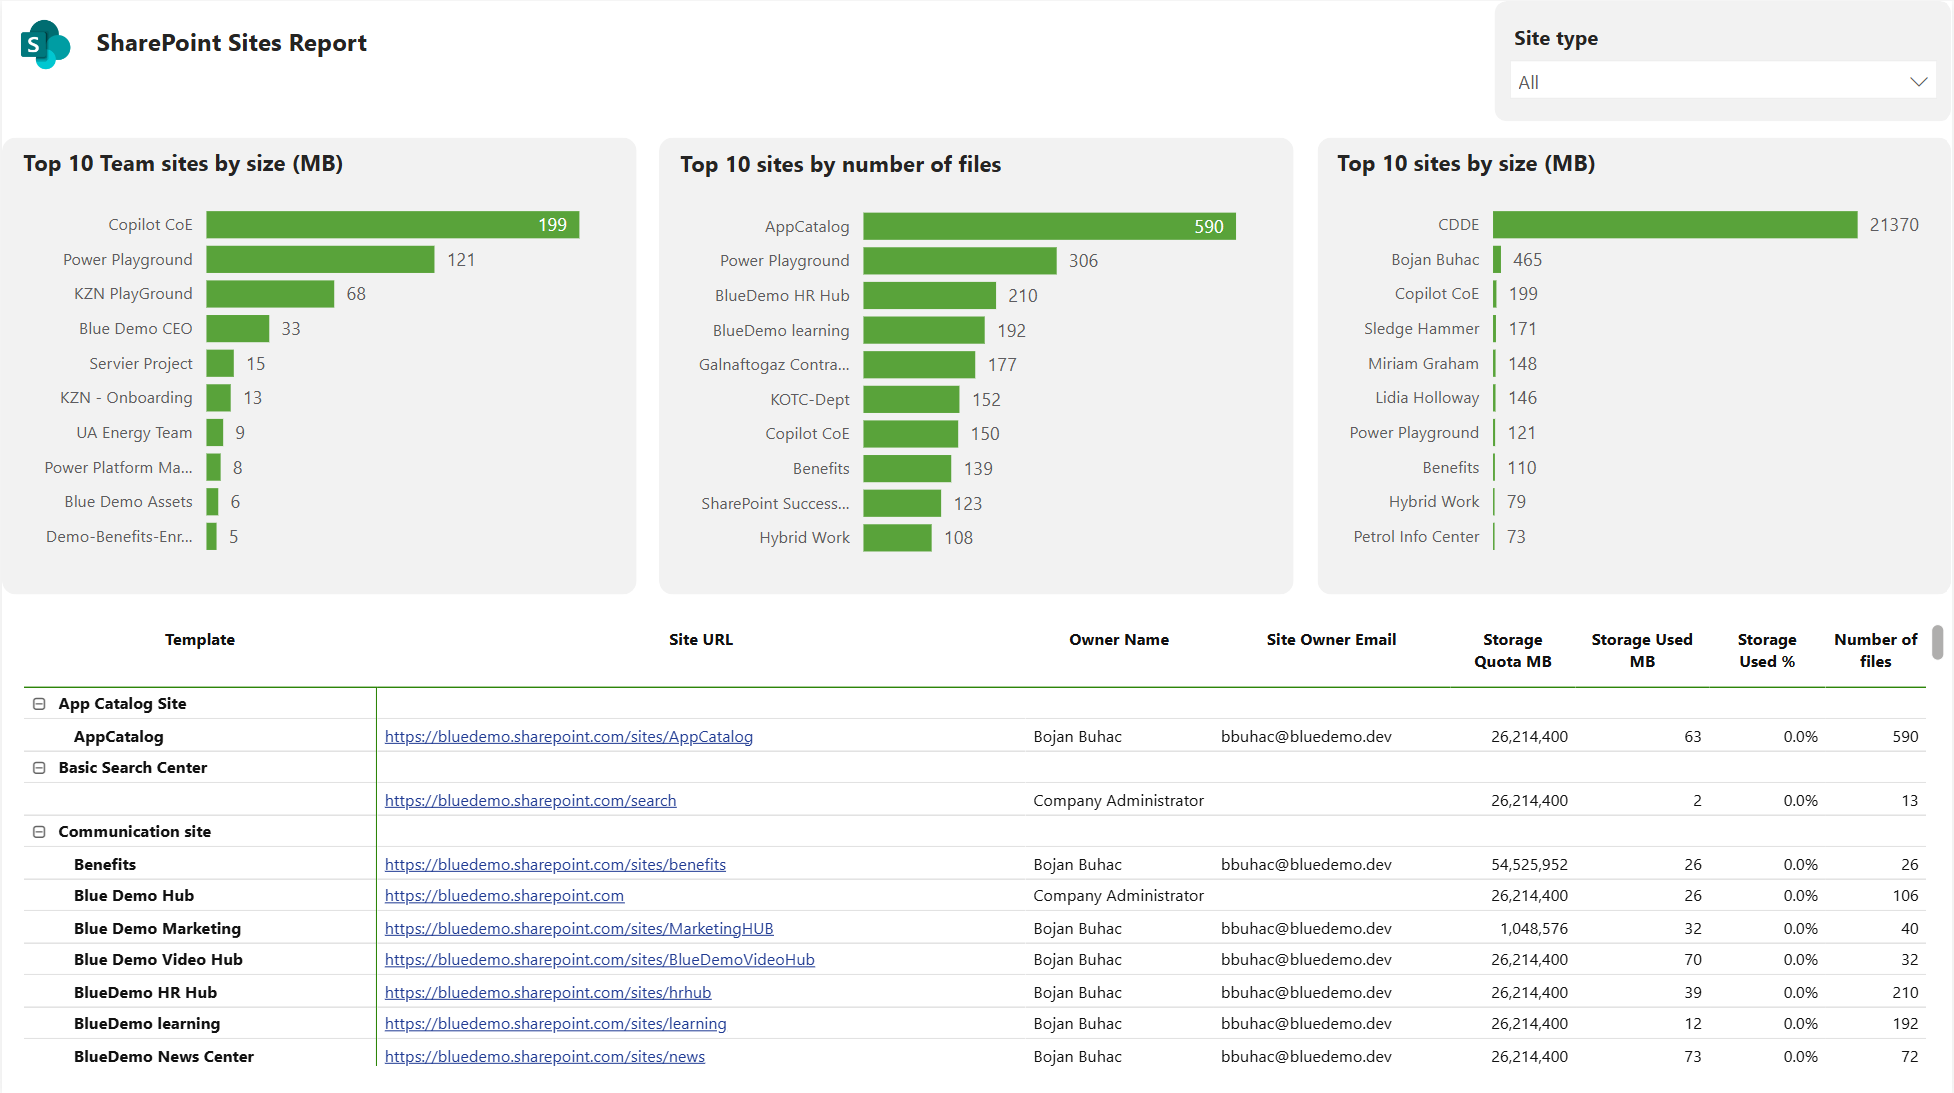 S
SharePoint Sites Report
Site type
All
Top 10 Team sites by size (MB)
Copilot CoE 199
Power Playground 121
KZN PlayGround 68
Blue Demo CEO 33
Servier Project 15
KZN - Onboarding 13
UA Energy Team 9
Power Platform Ma... 8
Blue Demo Assets 6
Demo-Benefits-Enr... 5
Top 10 sites by number of files
AppCatalog 590
Power Playground 306
BlueDemo HR Hub 210
BlueDemo learning 192
Galnaftogaz Contra... 177
KOTC-Dept 152
Copilot CoE 150
Benefits 139
SharePoint Success... 123
Hybrid Work 108
Top 10 sites by size (MB)
CDDE 21370
Bojan Buhac 465
Copilot CoE 199
Sledge Hammer 171
Miriam Graham 148
Lidia Holloway 146
Power Playground 121
Benefits 110
Hybrid Work 79
Petrol Info Center 73
Template Site URL Owner Name Site Owner Email Storage Quota MB Storage Used MB Storage Used % Number of files
App Catalog Site
AppCatalog https://bluedemo.sharepoint.com/sites/AppCatalog Bojan Buhac bbuhac@bluedemo.dev 26,214,400 63 0.0% 590
Basic Search Center
https://bluedemo.sharepoint.com/search Company Administrator 26,214,400 2 0.0% 13
Communication site
Benefits https://bluedemo.sharepoint.com/sites/benefits Bojan Buhac bbuhac@bluedemo.dev 54,525,952 26 0.0% 26
Blue Demo Hub https://bluedemo.sharepoint.com Company Administrator 26,214,400 26 0.0% 106
Blue Demo Marketing https://bluedemo.sharepoint.com/sites/MarketingHUB Bojan Buhac bbuhac@bluedemo.dev 1,048,576 32 0.0% 40
Blue Demo Video Hub https://bluedemo.sharepoint.com/sites/BlueDemoVideoHub Bojan Buhac bbuhac@bluedemo.dev 26,214,400 70 0.0% 32
BlueDemo HR Hub https://bluedemo.sharepoint.com/sites/hrhub Bojan Buhac bbuhac@bluedemo.dev 26,214,400 39 0.0% 210
BlueDemo learning https://bluedemo.sharepoint.com/sites/learning Bojan Buhac bbuhac@bluedemo.dev 26,214,400 12 0.0% 192
BlueDemo News Center https://bluedemo.sharepoint.com/sites/news Bojan Buhac bbuhac@bluedemo.dev 26,214,400 73 0.0% 72